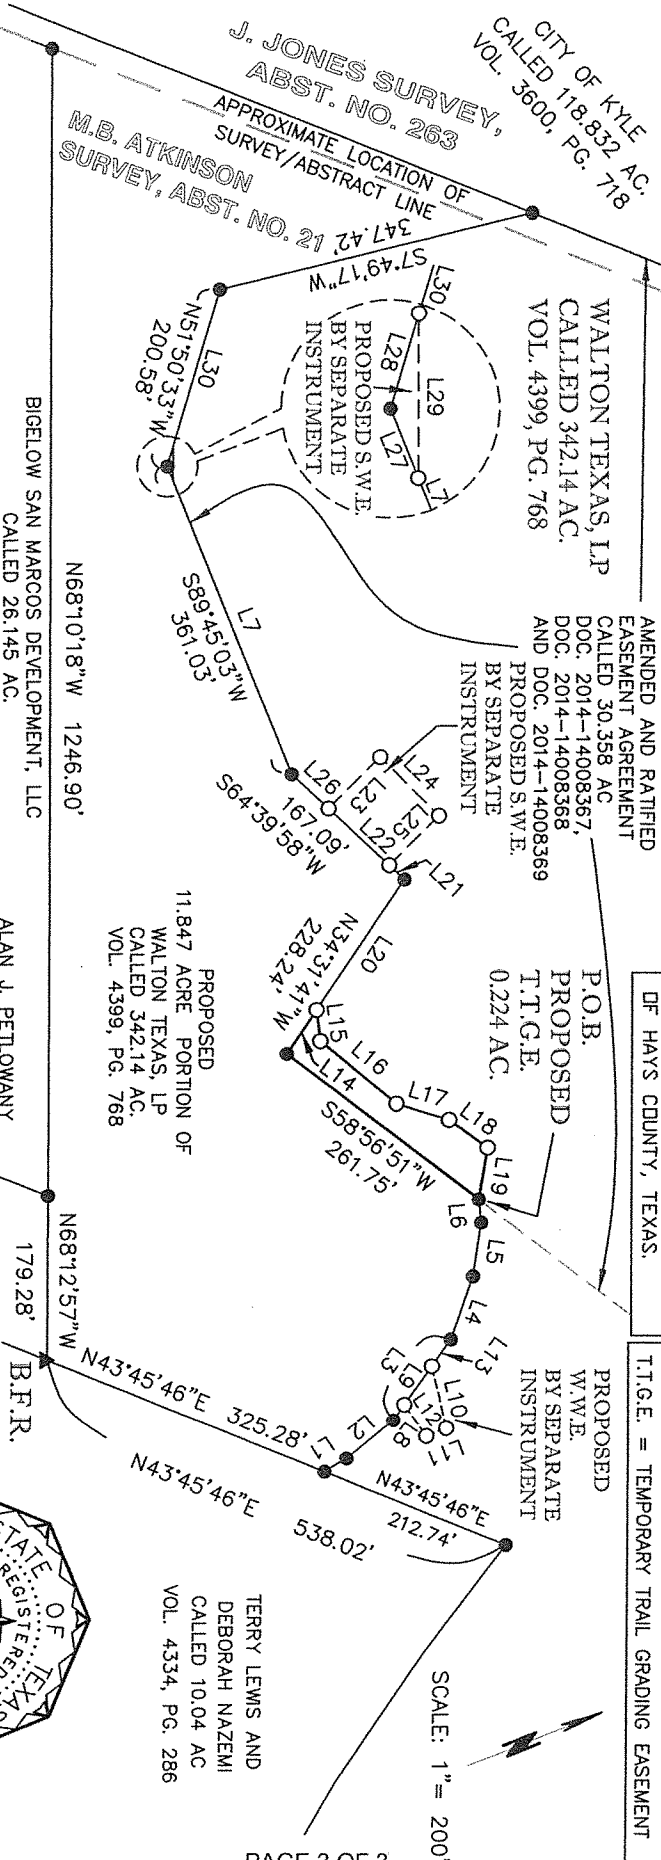 CITY OF KYLE
CALLED 118.832 AC.
VOL. 3600, PG. 718
J. JONES SURVEY,
ABST. NO. 263
APPROXIMATE LOCATION OF
SURVEY/ABSTRACT LINE
M.B. ATKINSON
SURVEY, ABST. NO. 21
S7°49'17"W
347.42'
WALTON TEXAS, LP
CALLED 342.14 AC.
VOL. 4399, PG. 768
L30
L28
L29
L27
L7
PROPOSED S.W.E.
BY SEPARATE
INSTRUMENT
L30
N51°50'33"W
200.58'
AMENDED AND RATIFIED
EASEMENT AGREEMENT
CALLED 30.358 AC
DOC. 2014-14008367,
DOC. 2014-14008368
AND DOC. 2014-14008369
PROPOSED S.W.E.
BY SEPARATE
INSTRUMENT
L7
S89°45'03"W
361.03'
L26
L24
L23
L25
L22
L21
167.09'
S64°39'58"W
L20
N34°31'41"W
228.24'
OF HAYS COUNTY, TEXAS.
P.O.B.
PROPOSED
T.T.G.E.
0.224 AC.
L15
L14
L16
L17
L18
L19
S58°56'51"W
261.75'
L6
L5
L4
L13
L3
L9
L10
L12
L11
L8
L2
L1
T.T.G.E. = TEMPORARY TRAIL GRADING EASEMENT
PROPOSED
W.W.E.
BY SEPARATE
INSTRUMENT
PROPOSED
11.847 ACRE PORTION OF
WALTON TEXAS, LP
CALLED 342.14 AC.
VOL. 4399, PG. 768
N68°10'18"W 1246.90'
BIGELOW SAN MARCOS DEVELOPMENT, LLC
CALLED 26.145 AC.
ALAN J. PETLOWANY
N68°12'57"W
179.28'
B.F.R.
N43°45'46"E 325.28'
N43°45'46"E
212.74'
N43°45'46"E 538.02'
TERRY LEWIS AND
DEBORAH NAZEMI
CALLED 10.04 AC
VOL. 4334, PG. 286
SCALE: 1"= 200'
STATE OF TEXAS
REGISTERED